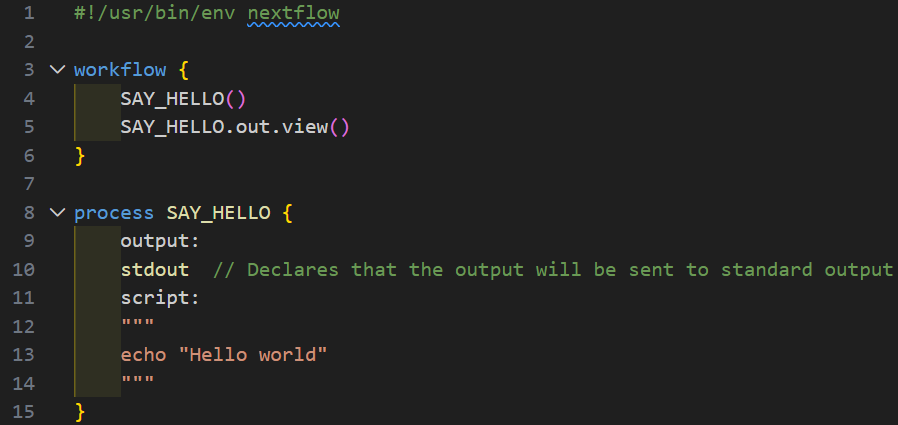 1 #!/usr/bin/env nextflow
2
3 workflow {
4     SAY_HELLO()
5     SAY_HELLO.out.view()
6 }
7
8 process SAY_HELLO {
9     output:
10     stdout  // Declares that the output will be sent to standard output
11     script:
12     """
13     echo "Hello world"
14     """
15 }